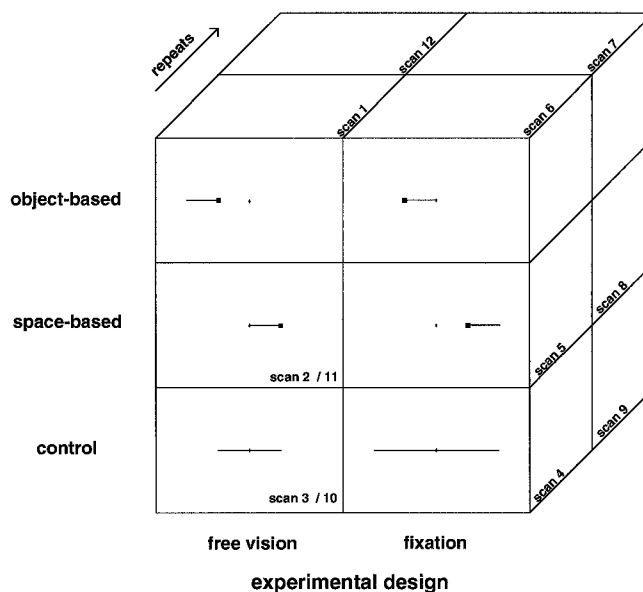 repeats
scan 12
scan 7
scan 1
scan 6
object-based
space-based
scan 2 / 11
scan 5
scan 8
control
scan 3 / 10
scan 4
scan 9
free vision
fixation
experimental design